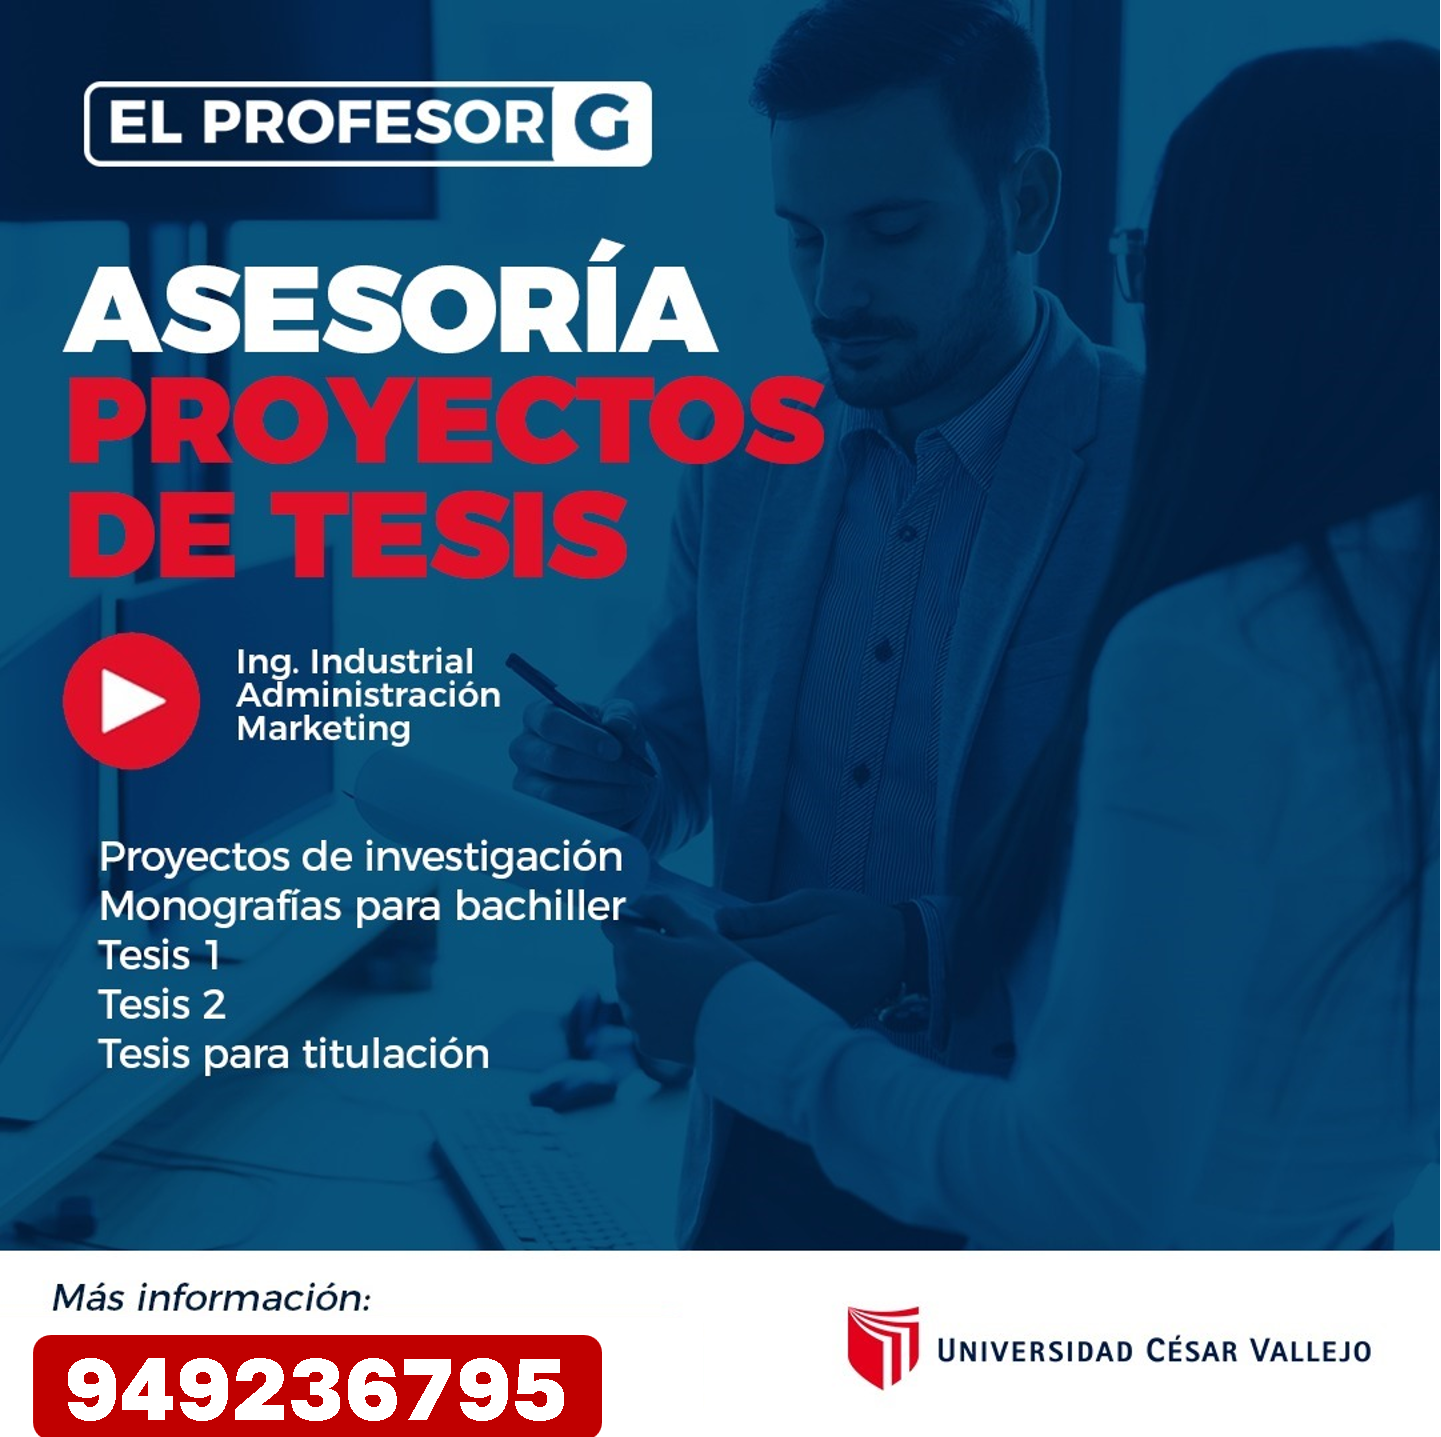 EL PROFESOR G
ASESORÍA
PROYECTOS
DE TESIS
Ing. Industrial
Administración
Marketing
Proyectos de investigación
Monografías para bachiller
Tesis 1
Tesis 2
Tesis para titulación
Más información:
949236795
UNIVERSIDAD CÉSAR VALLEJO